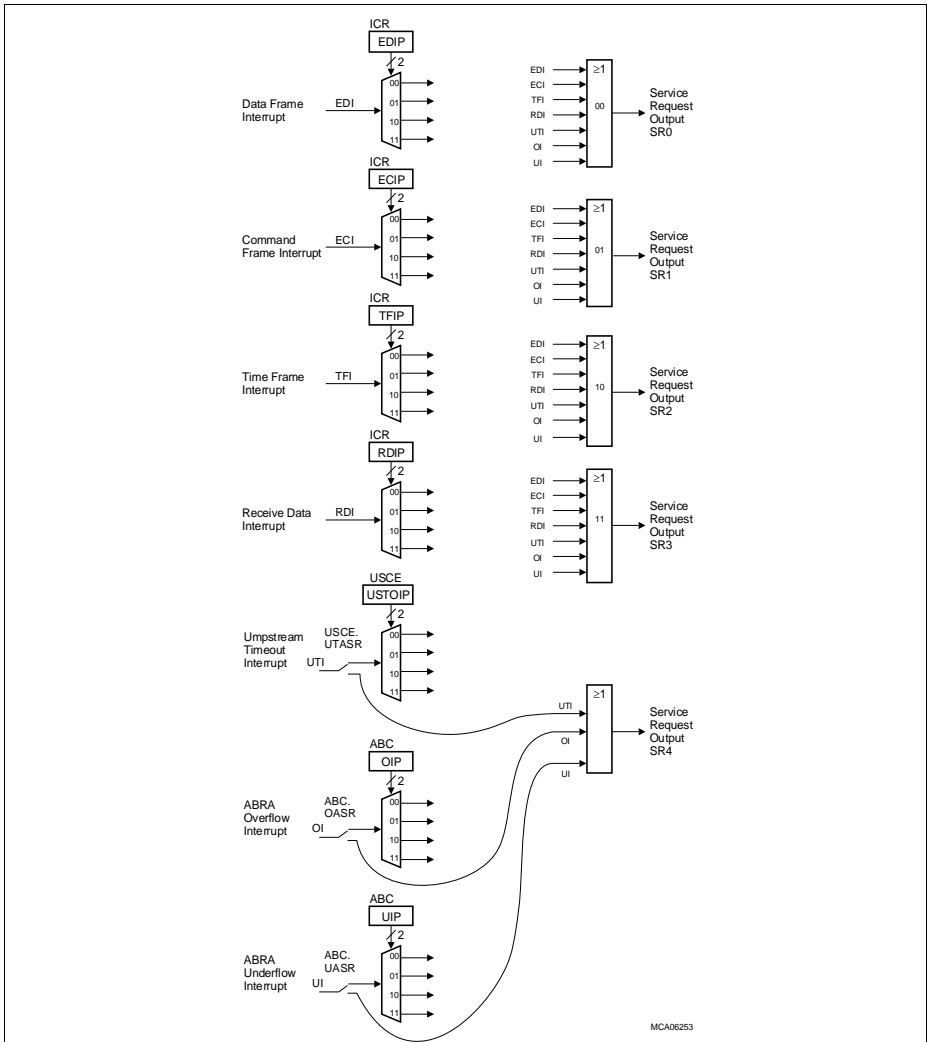 ICR
EDIP
2
00
01
10
11
Data Frame
Interrupt
EDI
ICR
ECIP
2
00
01
10
11
Command
Frame Interrupt
ECI
ICR
TFIP
2
00
01
10
11
Time Frame
Interrupt
TFI
ICR
RDIP
2
00
01
10
11
Receive Data
Interrupt
RDI
USCE
USTOIP
2
00
01
10
11
Umpstream
Timeout
Interrupt
USCE.
UTASR
UTI
ABC
OIP
2
00
01
10
11
ABRA
Overflow
Interrupt
ABC.
OASR
OI
ABC
UIP
2
00
01
10
11
ABRA
Underflow
Interrupt
ABC.
UASR
UI
EDI
ECI
TFI
RDI
UTI
OI
UI
≥1
00
Service
Request
Output
SR0
EDI
ECI
TFI
RDI
UTI
OI
UI
≥1
01
Service
Request
Output
SR1
EDI
ECI
TFI
RDI
UTI
OI
UI
≥1
10
Service
Request
Output
SR2
EDI
ECI
TFI
RDI
UTI
OI
UI
≥1
11
Service
Request
Output
SR3
UTI
OI
UI
≥1
Service
Request
Output
SR4
MCA06253